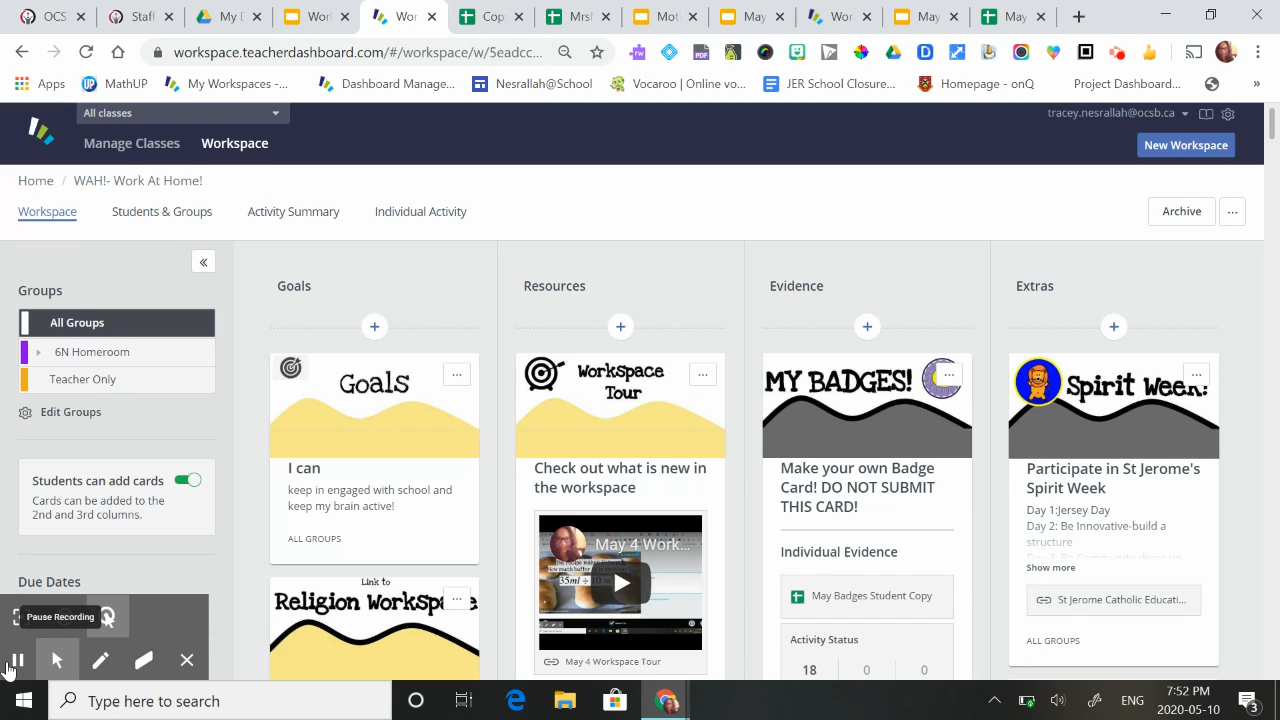 OCS
Staff
My D
Worl
Wor
Cop
Mrsl
Mot
May
Wor
May
May
workspace.teacherdashboard.com/#/workspace/w/5eadcc...
App
MathUP
My Workspaces -...
Dashboard Manage...
Nesrallah@School
Vocaroo | Online vo...
JER School Closure...
Homepage - onQ
Project Dashboard...
»
All classes
tracey.nesrallah@ocsb.ca
Manage Classes
Workspace
New Workspace
Home / WAH!- Work At Home!
Workspace
Students & Groups
Activity Summary
Individual Activity
Archive
...
«
Groups
All Groups
6N Homeroom
Teacher Only
Edit Groups
Students can add cards
Cards can be added to the
2nd and 3rd columns.
Due Dates
Pause Recording
Goals
+
Goals
...
I can
keep in engaged with school and
keep my brain active!
ALL GROUPS
Link to
Religion Workspace
...
Resources
+
Workspace
Tour
...
Check out what is new in
the workspace
May 4 Work...
35ml ÷ 10 =
May 4 Workspace Tour
Evidence
+
MY BADGES!
...
Make your own Badge
Card! DO NOT SUBMIT
THIS CARD!
Individual Evidence
May Badges Student Copy
Activity Status
18 0 0
Extras
+
Spirit Week!
...
Participate in St Jerome's
Spirit Week
Day 1:Jersey Day
Day 2: Be Innovative-build a
structure
Show more
St Jerome Catholic Educati...
ALL GROUPS
Type here to search
ENG
7:52 PM
2020-05-10
3